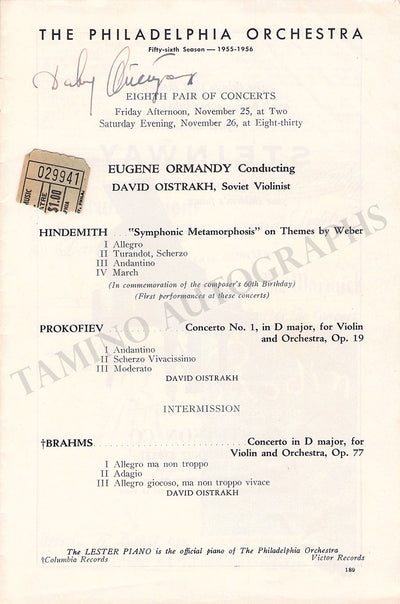 THE PHILADELPHIA ORCHESTRA
Fifty-sixth Season — 1955-1956
EIGHTH PAIR OF CONCERTS
Friday Afternoon, November 25, at Two
Saturday Evening, November 26, at Eight-thirty
029941
$1.00
EUGENE ORMANDY Conducting
DAVID OISTRAKH, Soviet Violinist
HINDEMITH . . . "Symphonic Metamorphosis" on Themes by Weber
I Allegro
II Turandot, Scherzo
III Andantino
IV March
(In commemoration of the composer's 60th Birthday)
(First performances at these concerts)
PROKOFIEV . . . . . . . . . . . . Concerto No. 1, in D major, for Violin
and Orchestra, Op. 19
I Andantino
II Scherzo Vivacissimo
III Moderato
DAVID OISTRAKH
INTERMISSION
†BRAHMS . . . . . . . . . . . . . . . . . . . . . . Concerto in D major, for
Violin and Orchestra, Op. 77
I Allegro ma non troppo
II Adagio
III Allegro giocoso, ma non troppo vivace
DAVID OISTRAKH
The LESTER PIANO is the official piano of The Philadelphia Orchestra
†Columbia Records Victor Records
189
TAMINO AUTOGRAPHS